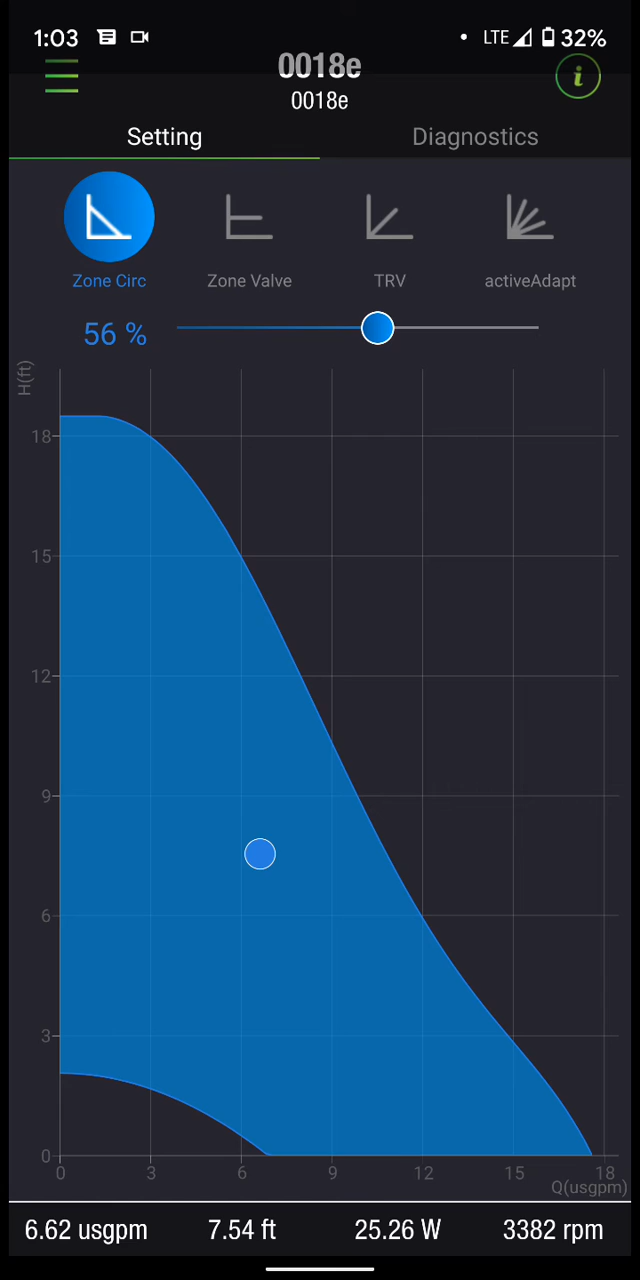 1:03 LTE 32%
0018e
0018e
i
Setting Diagnostics
Zone Circ Zone Valve TRV activeAdapt
56 %
H(ft)
18
15
12
9
6
3
0
0 3 6 9 12 15 18
Q(usgpm)
6.62 usgpm 7.54 ft 25.26 W 3382 rpm